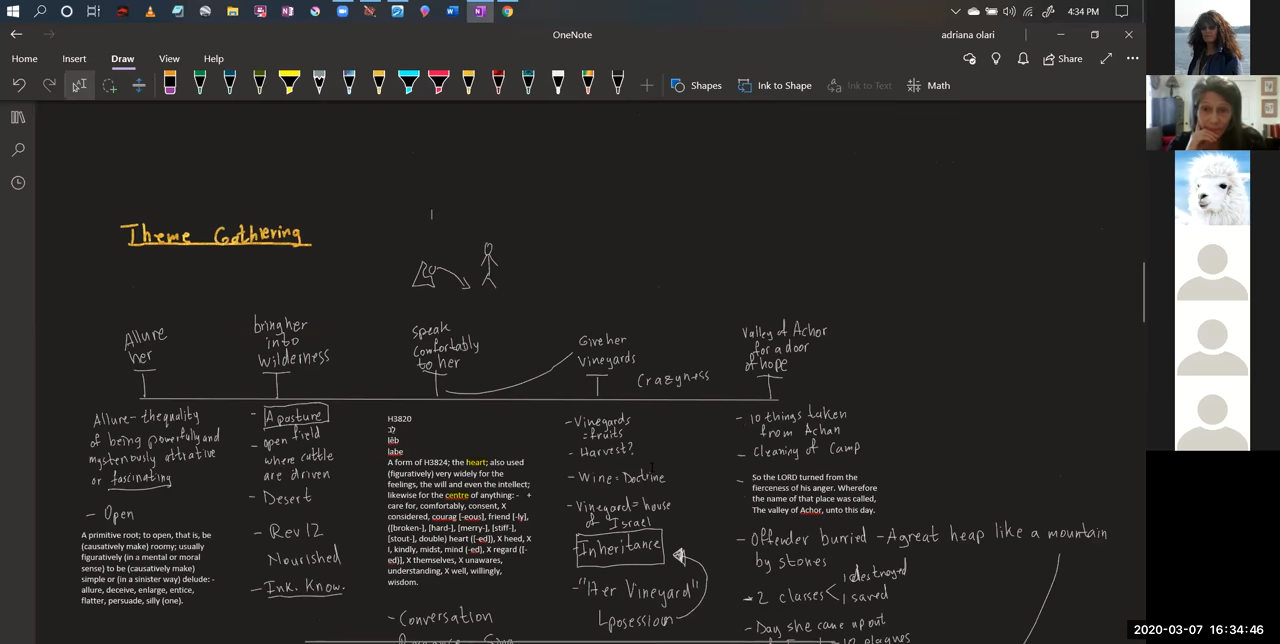 4:34 PM
OneNote
adriana olari
Home Insert Draw View Help
Share
Shapes Ink to Shape Ink to Text Math
Theme Gathering
Allure
her
bring her
into
wilderness
speak
comfortably
to her
Give her
Vineyards
Crazyness
Valley of Achor
for a door
of hope
Allure - the quality
of being powerfully and
mysteriously attrative
or fascinating
- Open
A primitive root; to open, that is, be
(causatively make) roomy; usually
figuratively (in a mental or moral
sense) to be (causatively make)
simple or (in a sinister way) delude: -
allure, deceive, enlarge, entice,
flatter, persuade, silly (one).
- A pasture
- open field
where cattle
are driven
- Desert
- Rev 12
Nourished
- Ink. Know.
H3820
לב
lêb
labe
A form of H3824; the heart; also used
(figuratively) very widely for the
feelings, the will and even the intellect;
likewise for the centre of anything: - +
care for, comfortably, consent, X
considered, courag [-eous], friend [-ly],
([broken-], [hard-], [merry-], [stiff-],
[stout-], double) heart ([-ed]), X heed, X
I, kindly, midst, mind (-ed), X regard ([-
ed)], X themselves, X unawares,
understanding, X well, willingly,
wisdom.
- Conversation
- Vinegards
= fruits
- Harvest?
- Wine = Doctrine
- Vineyard = house
of Israel
- Inheritance
- "Her Vineyard"
posession
- 10 things taken
from Achan
- Cleaning of Camp
- So the LORD turned from the
fierceness of his anger. Wherefore
the name of that place was called,
The valley of Achor, unto this day.
- Offender buried - A great heap like a mountain
by stones
- 2 classes
1 destroyed
1 saved
- Day she came up out
10 plagues
2020-03-07 16:34:46